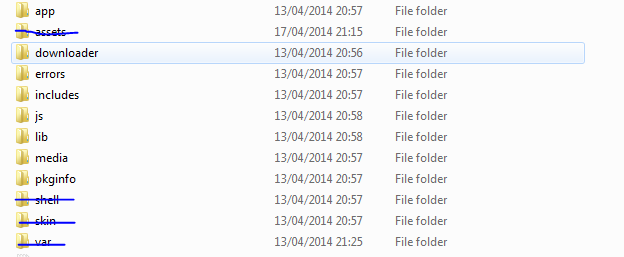 app 13/04/2014 20:57 File folder
assets 17/04/2014 21:15 File folder
downloader 13/04/2014 20:56 File folder
errors 13/04/2014 20:57 File folder
includes 13/04/2014 20:57 File folder
js 13/04/2014 20:58 File folder
lib 13/04/2014 20:58 File folder
media 13/04/2014 20:57 File folder
pkginfo 13/04/2014 20:57 File folder
shell 13/04/2014 20:57 File folder
skin 13/04/2014 20:57 File folder
var 13/04/2014 21:25 File folder